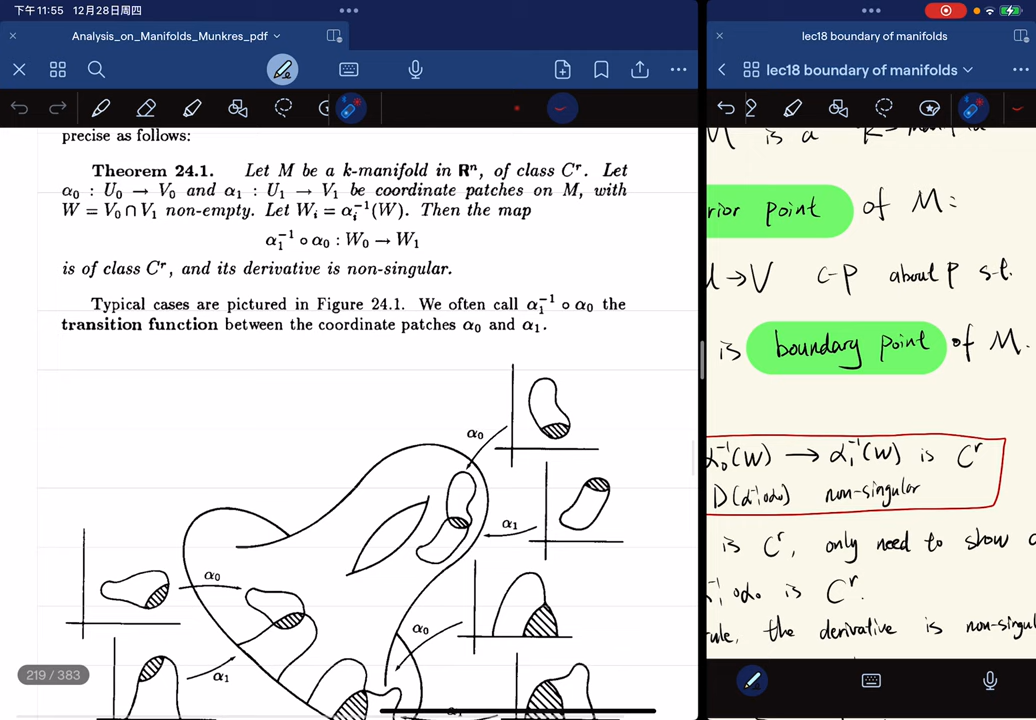 下午11:55 12月28日周四
Analysis_on_Manifolds_Munkres_pdf
precise as follows:
Theorem 24.1. Let M be a k-manifold in Rⁿ, of class Cʳ. Let
α₀ : U₀ → V₀ and α₁ : U₁ → V₁ be coordinate patches on M, with
W = V₀ ∩ V₁ non-empty. Let Wᵢ = αᵢ⁻¹(W). Then the map
α₁⁻¹ ∘ α₀ : W₀ → W₁
is of class Cʳ, and its derivative is non-singular.
Typical cases are pictured in Figure 24.1. We often call α₁⁻¹ ∘ α₀ the
transition function between the coordinate patches α₀ and α₁.
α₀
α₁
α₀
α₀
α₁
219 / 383
lec18 boundary of manifolds
lec18 boundary of manifolds
M is a k-
rior point of M:
→V C-P about P s.t.
is boundary point of M.
α₀⁻¹(W) → α₁⁻¹(W) is Cʳ
D(α₁⁻¹∘α₀) non-singular
is Cʳ, only need to show
∘α₀ is Cʳ.
rule, the derivative is non-singul